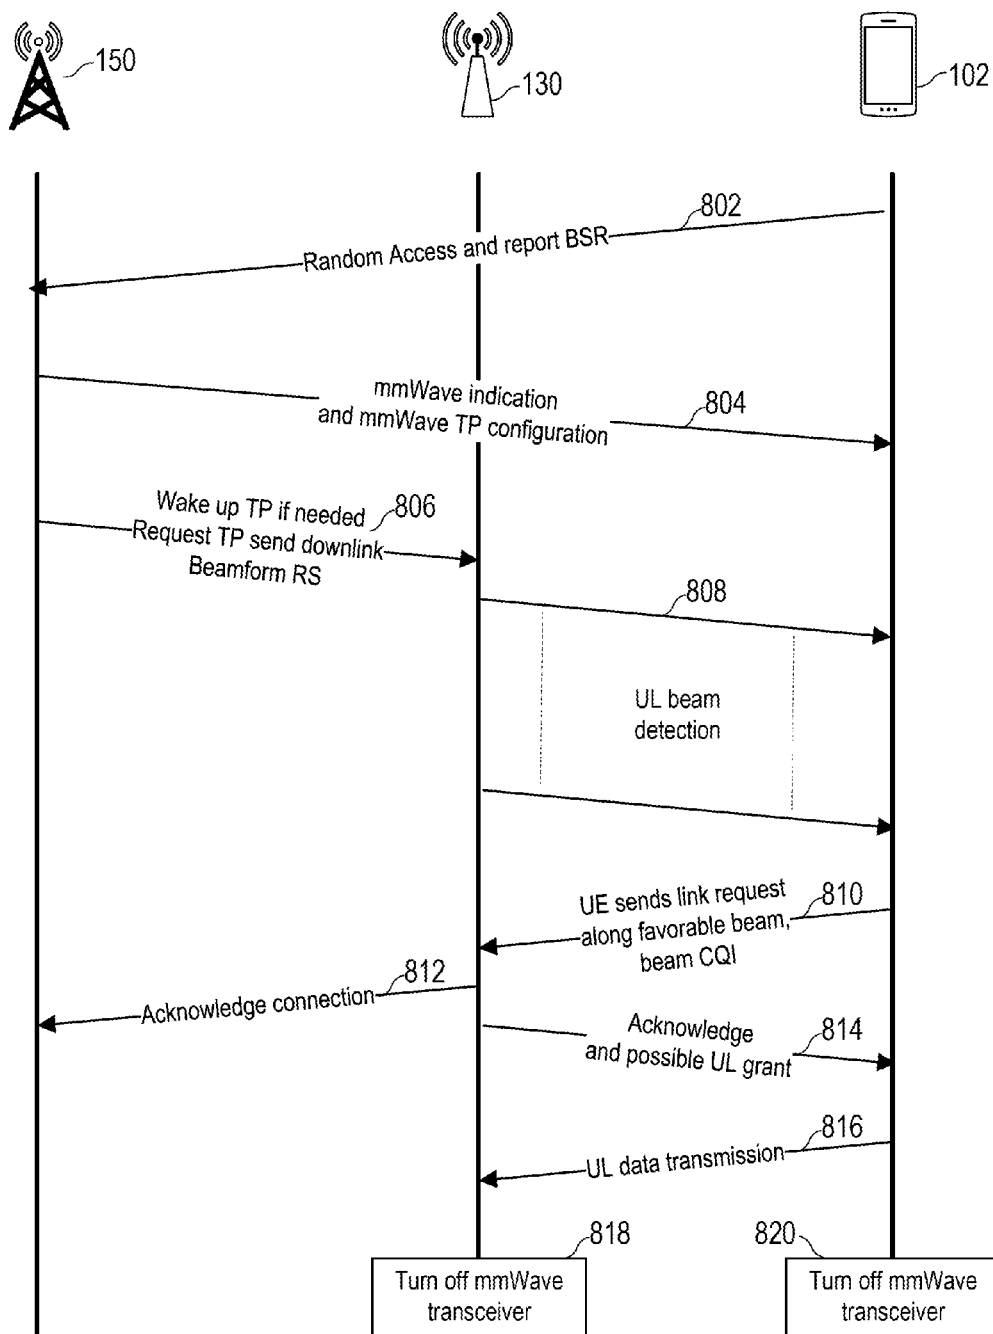 150
130
102
802
Random Access and report BSR
mmWave indication
and mmWave TP configuration
804
Wake up TP if needed
806
Request TP send downlink
Beamform RS
808
UL beam
detection
UE sends link request
810
along favorable beam,
beam CQI
812
Acknowledge connection
Acknowledge
814
and possible UL grant
816
UL data transmission
818
820
Turn off mmWave
transceiver
Turn off mmWave
transceiver